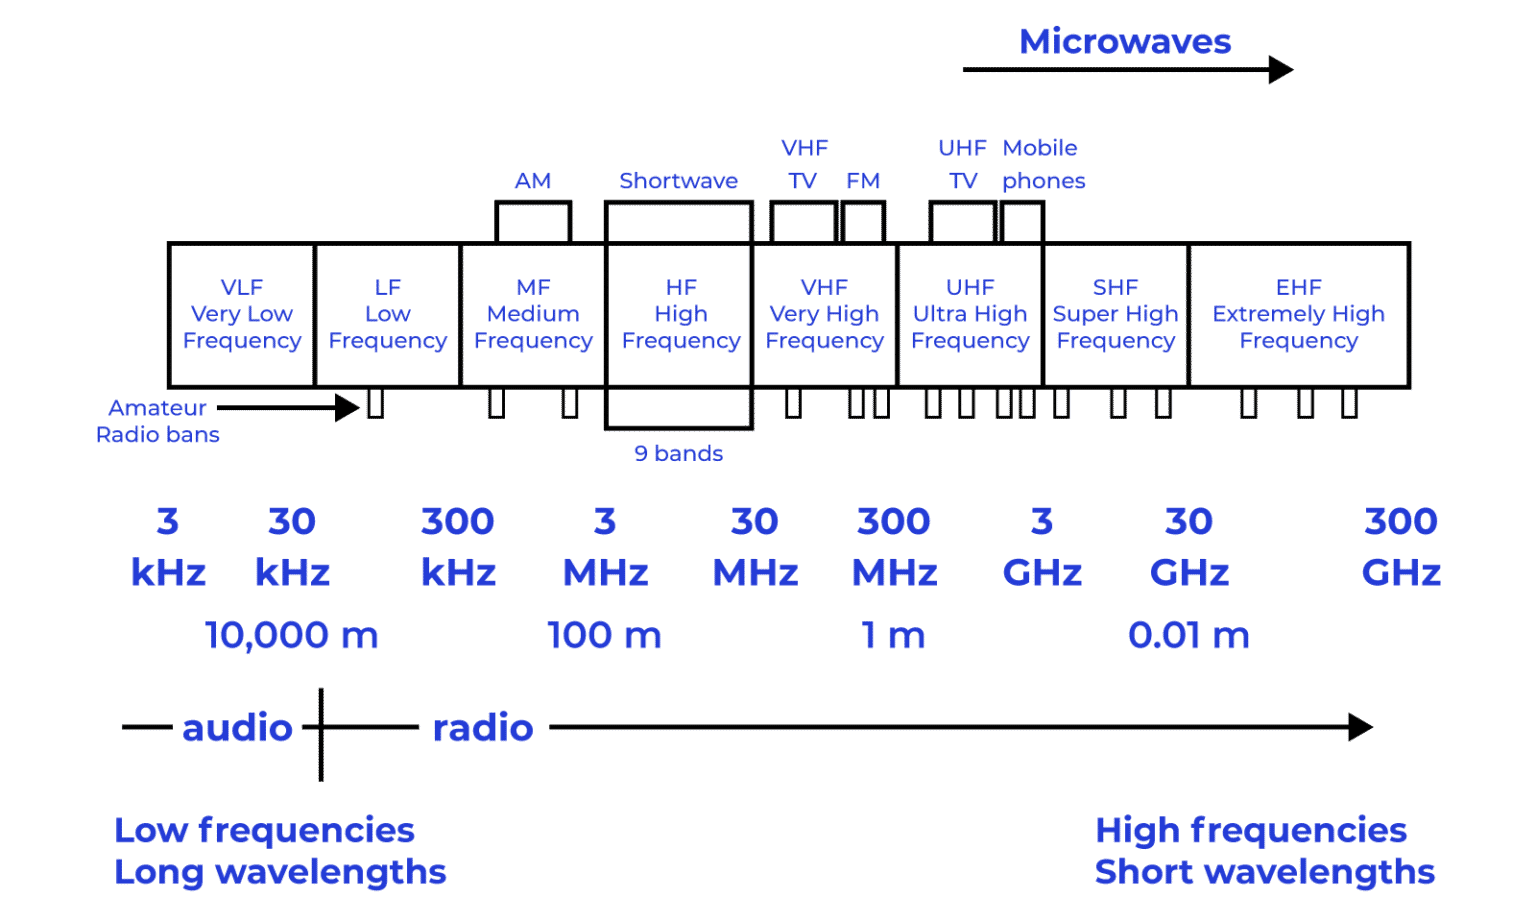 Microwaves
VHF
UHF
Mobile
AM
Shortwave
TV
FM
TV
phones
VLF
Very Low
Frequency
LF
Low
Frequency
MF
Medium
Frequency
HF
High
Frequency
VHF
Very High
Frequency
UHF
Ultra High
Frequency
SHF
Super High
Frequency
EHF
Extremely High
Frequency
Amateur
Radio bans
9 bands
3
kHz
30
kHz
300
kHz
3
MHz
30
MHz
300
MHz
3
GHz
30
GHz
300
GHz
10,000 m
100 m
1 m
0.01 m
audio
radio
Low frequencies
Long wavelengths
High frequencies
Short wavelengths